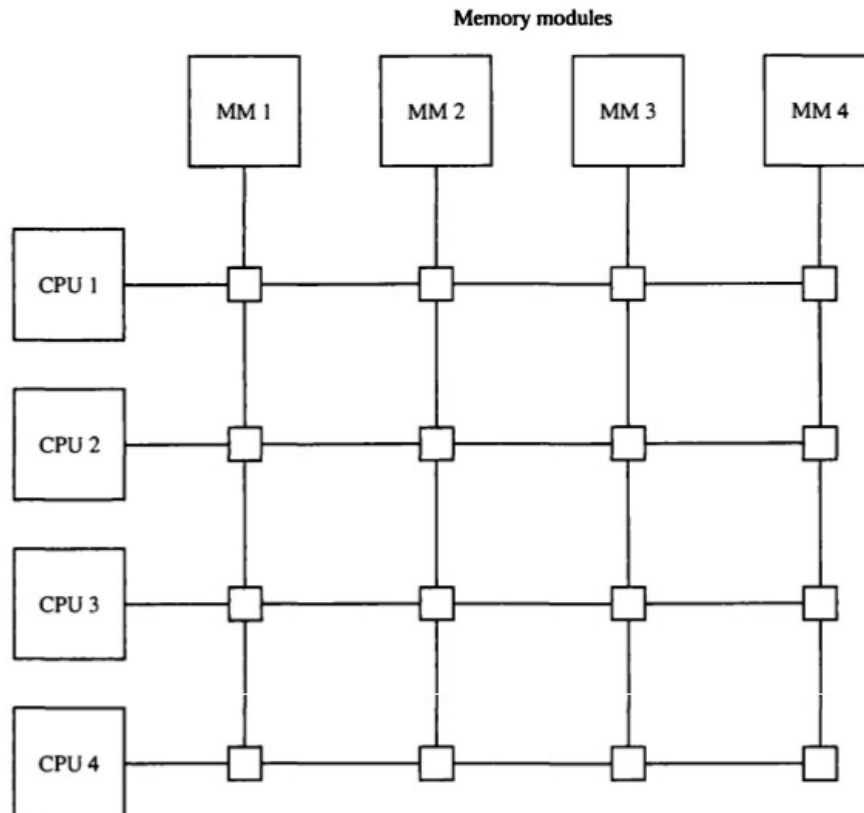 Memory modules
MM 1
MM 2
MM 3
MM 4
CPU 1
CPU 2
CPU 3
CPU 4